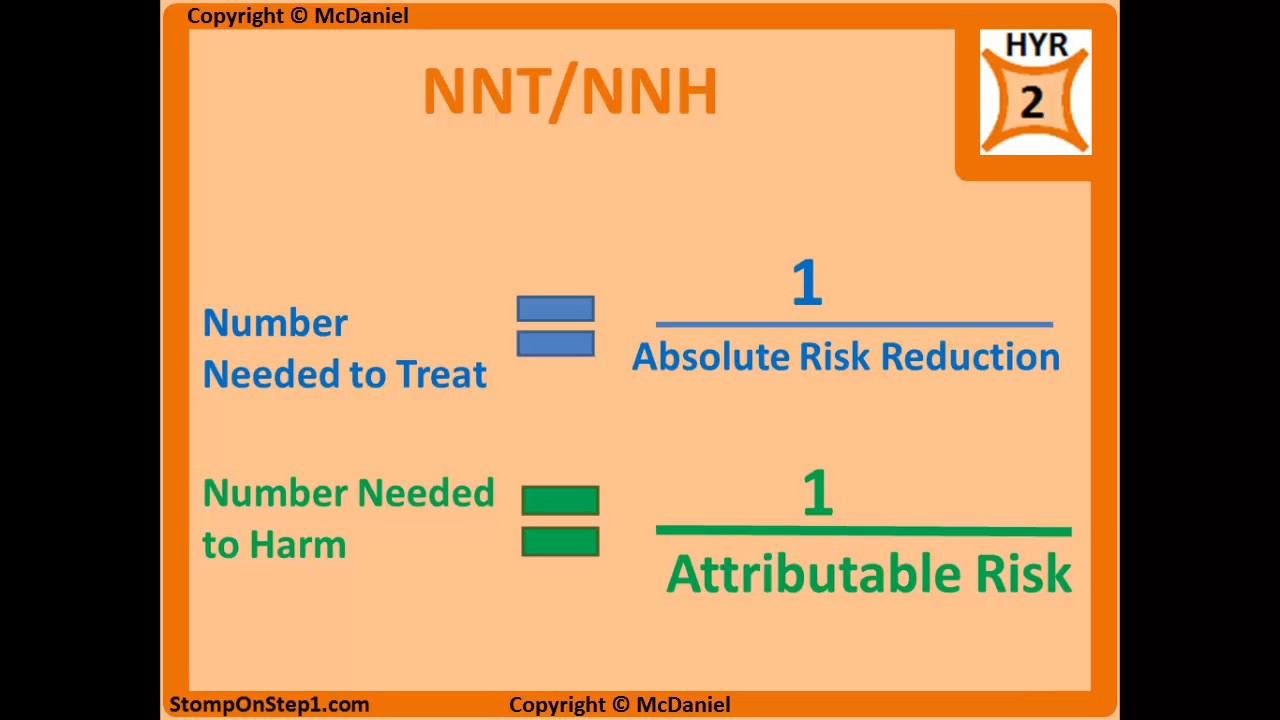 Copyright © McDaniel
HYR
2
NNT/NNH
Number
Needed to Treat
1
Absolute Risk Reduction
Number Needed
to Harm
1
Attributable Risk
StompOnStep1.com
Copyright © McDaniel